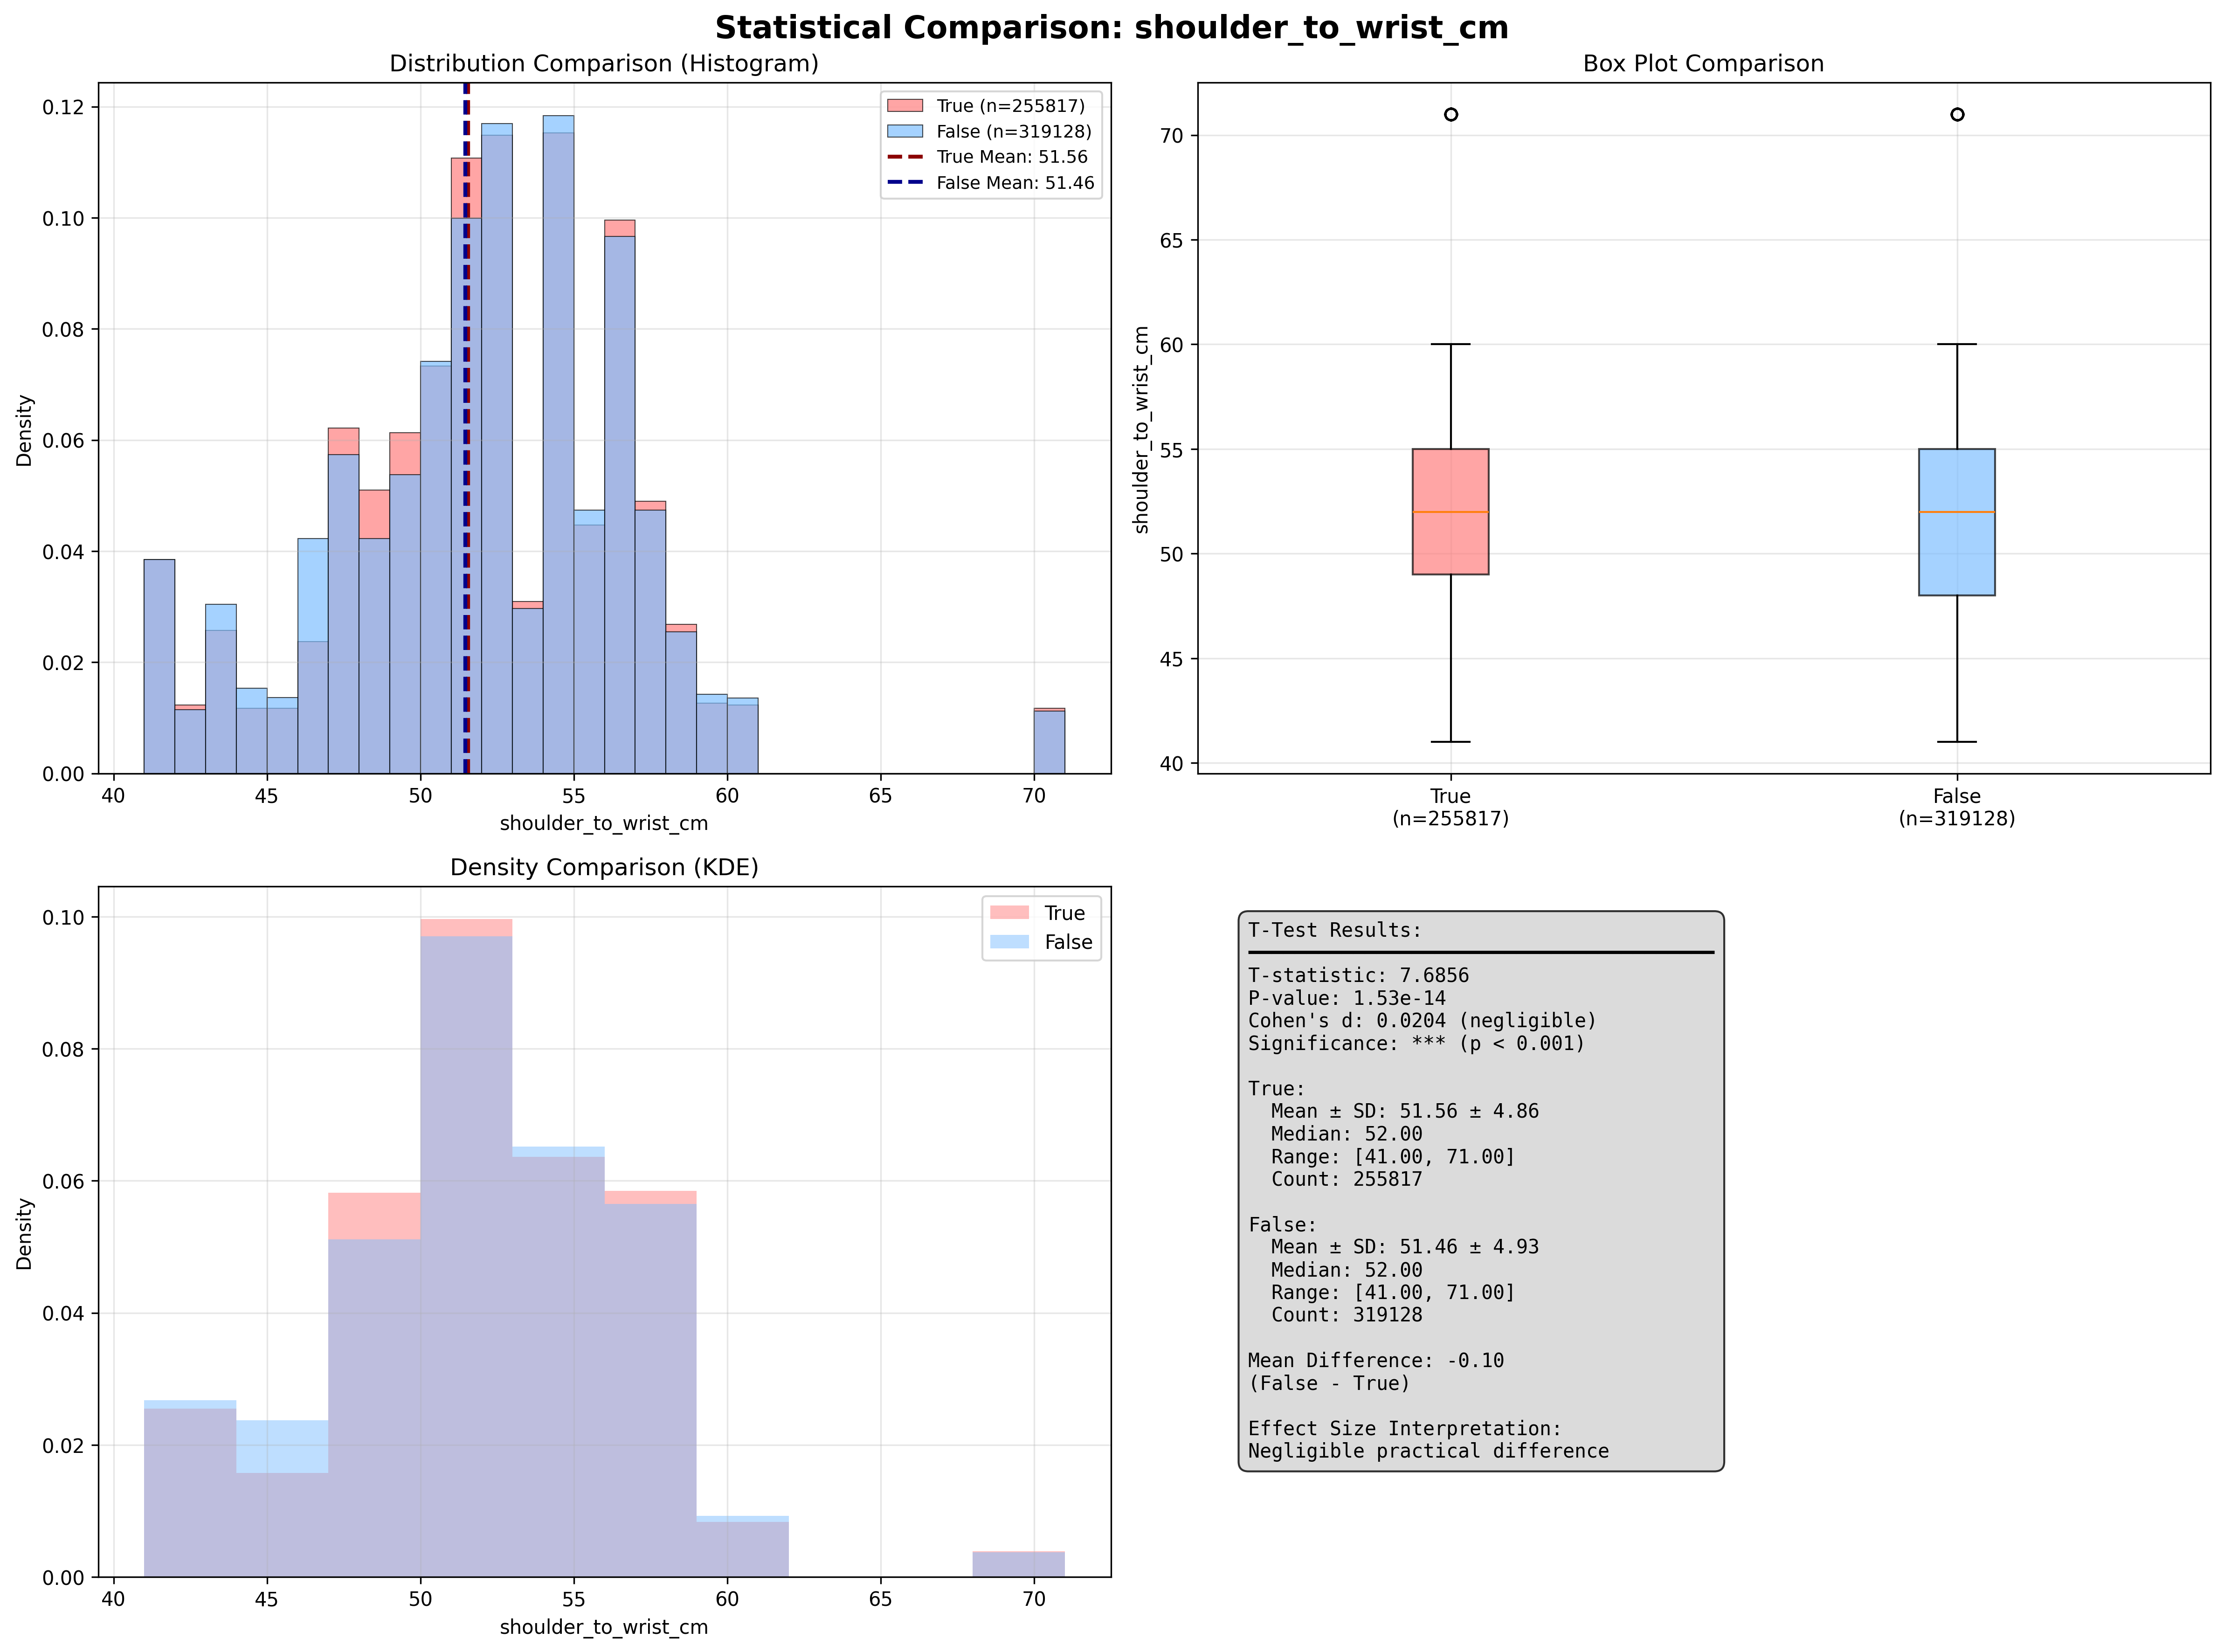 Statistical Comparison: shoulder_to_wrist_cm
Distribution Comparison (Histogram)
0.12
0.10
0.08
0.06
0.04
0.02
0.00
Density
40 45 50 55 60 65 70
shoulder_to_wrist_cm
True (n=255817)
False (n=319128)
True Mean: 51.56
False Mean: 51.46
Box Plot Comparison
70
65
60
55
50
45
40
shoulder_to_wrist_cm
True
(n=255817)
False
(n=319128)
Density Comparison (KDE)
0.10
0.08
0.06
0.04
0.02
0.00
Density
40 45 50 55 60 65 70
shoulder_to_wrist_cm
True
False
T-Test Results:
T-statistic: 7.6856
P-value: 1.53e-14
Cohen's d: 0.0204 (negligible)
Significance: *** (p < 0.001)
True:
Mean ± SD: 51.56 ± 4.86
Median: 52.00
Range: [41.00, 71.00]
Count: 255817
False:
Mean ± SD: 51.46 ± 4.93
Median: 52.00
Range: [41.00, 71.00]
Count: 319128
Mean Difference: -0.10
(False - True)
Effect Size Interpretation:
Negligible practical difference